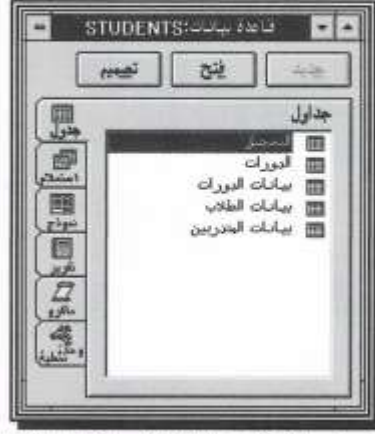 قاعدة بيانات:STUDENTS
جديد فتح تصميم
جداول
الدورات
بيانات الدورات
بيانات الطلاب
بيانات المدربين
جدول
استعلام
نموذج
تقرير
ماكرو
وحدة نمطية